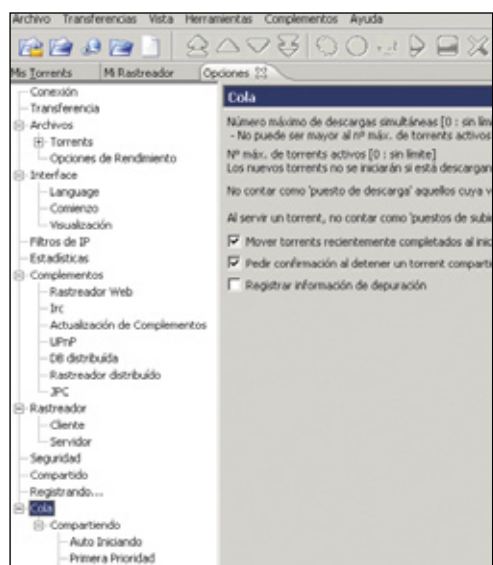 Archivo Transferencias Vista Herramientas Complementos Ayuda
Mis Torrents Mi Rastreador Opciones
Conexión
Transferencia
Archivos
Torrents
Opciones de Rendimiento
Interface
Language
Comienzo
Visualización
Filtros de IP
Estadísticas
Complementos
Rastreador Web
Irc
Actualización de Complementos
UPnP
DB distribuída
Rastreador distribuído
JPC
Rastreador
Cliente
Servidor
Seguridad
Compartido
Registrando...
Cola
Compartiendo
Auto Iniciando
Primera Prioridad
Cola
Número máximo de descargas simultáneas [0 : sin lím
- No puede ser mayor al nº máx. de torrents activos
Nº máx. de torrents activos [0 : sin límite]
Los nuevos torrents no se iniciarán si está descargan
No contar como 'puesto de descarga' aquellos cuya v
Al servir un torrent, no contar como 'puestos de subi
Mover torrents recientemente completados al inic
Pedir confirmación al detener un torrent comparti
Registrar información de depuración